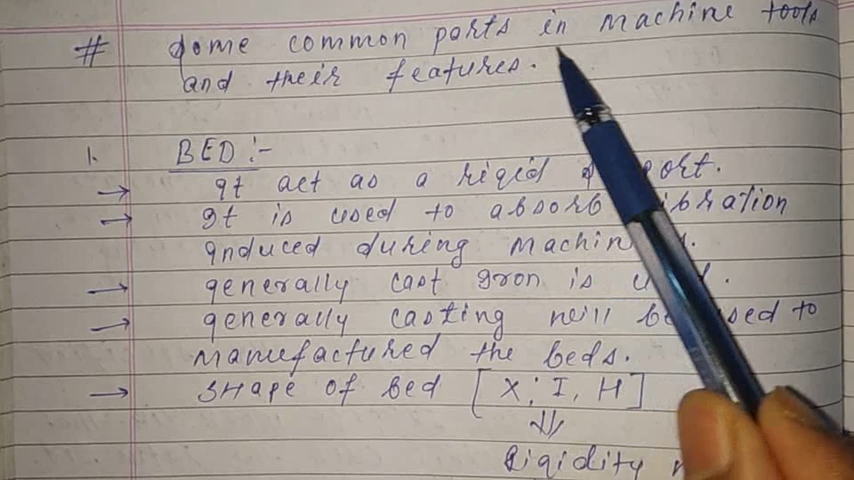 # Some common parts in machine tools
and their features.
1. BED :-
→ It act as a rigid port.
→ It is used to absorb ibration
Induced during machin
→ generally cast Iron is
→ generally casting will be to
manufactured the beds.
→ SHape of bed [X, I, H]
⇓
Rigidity